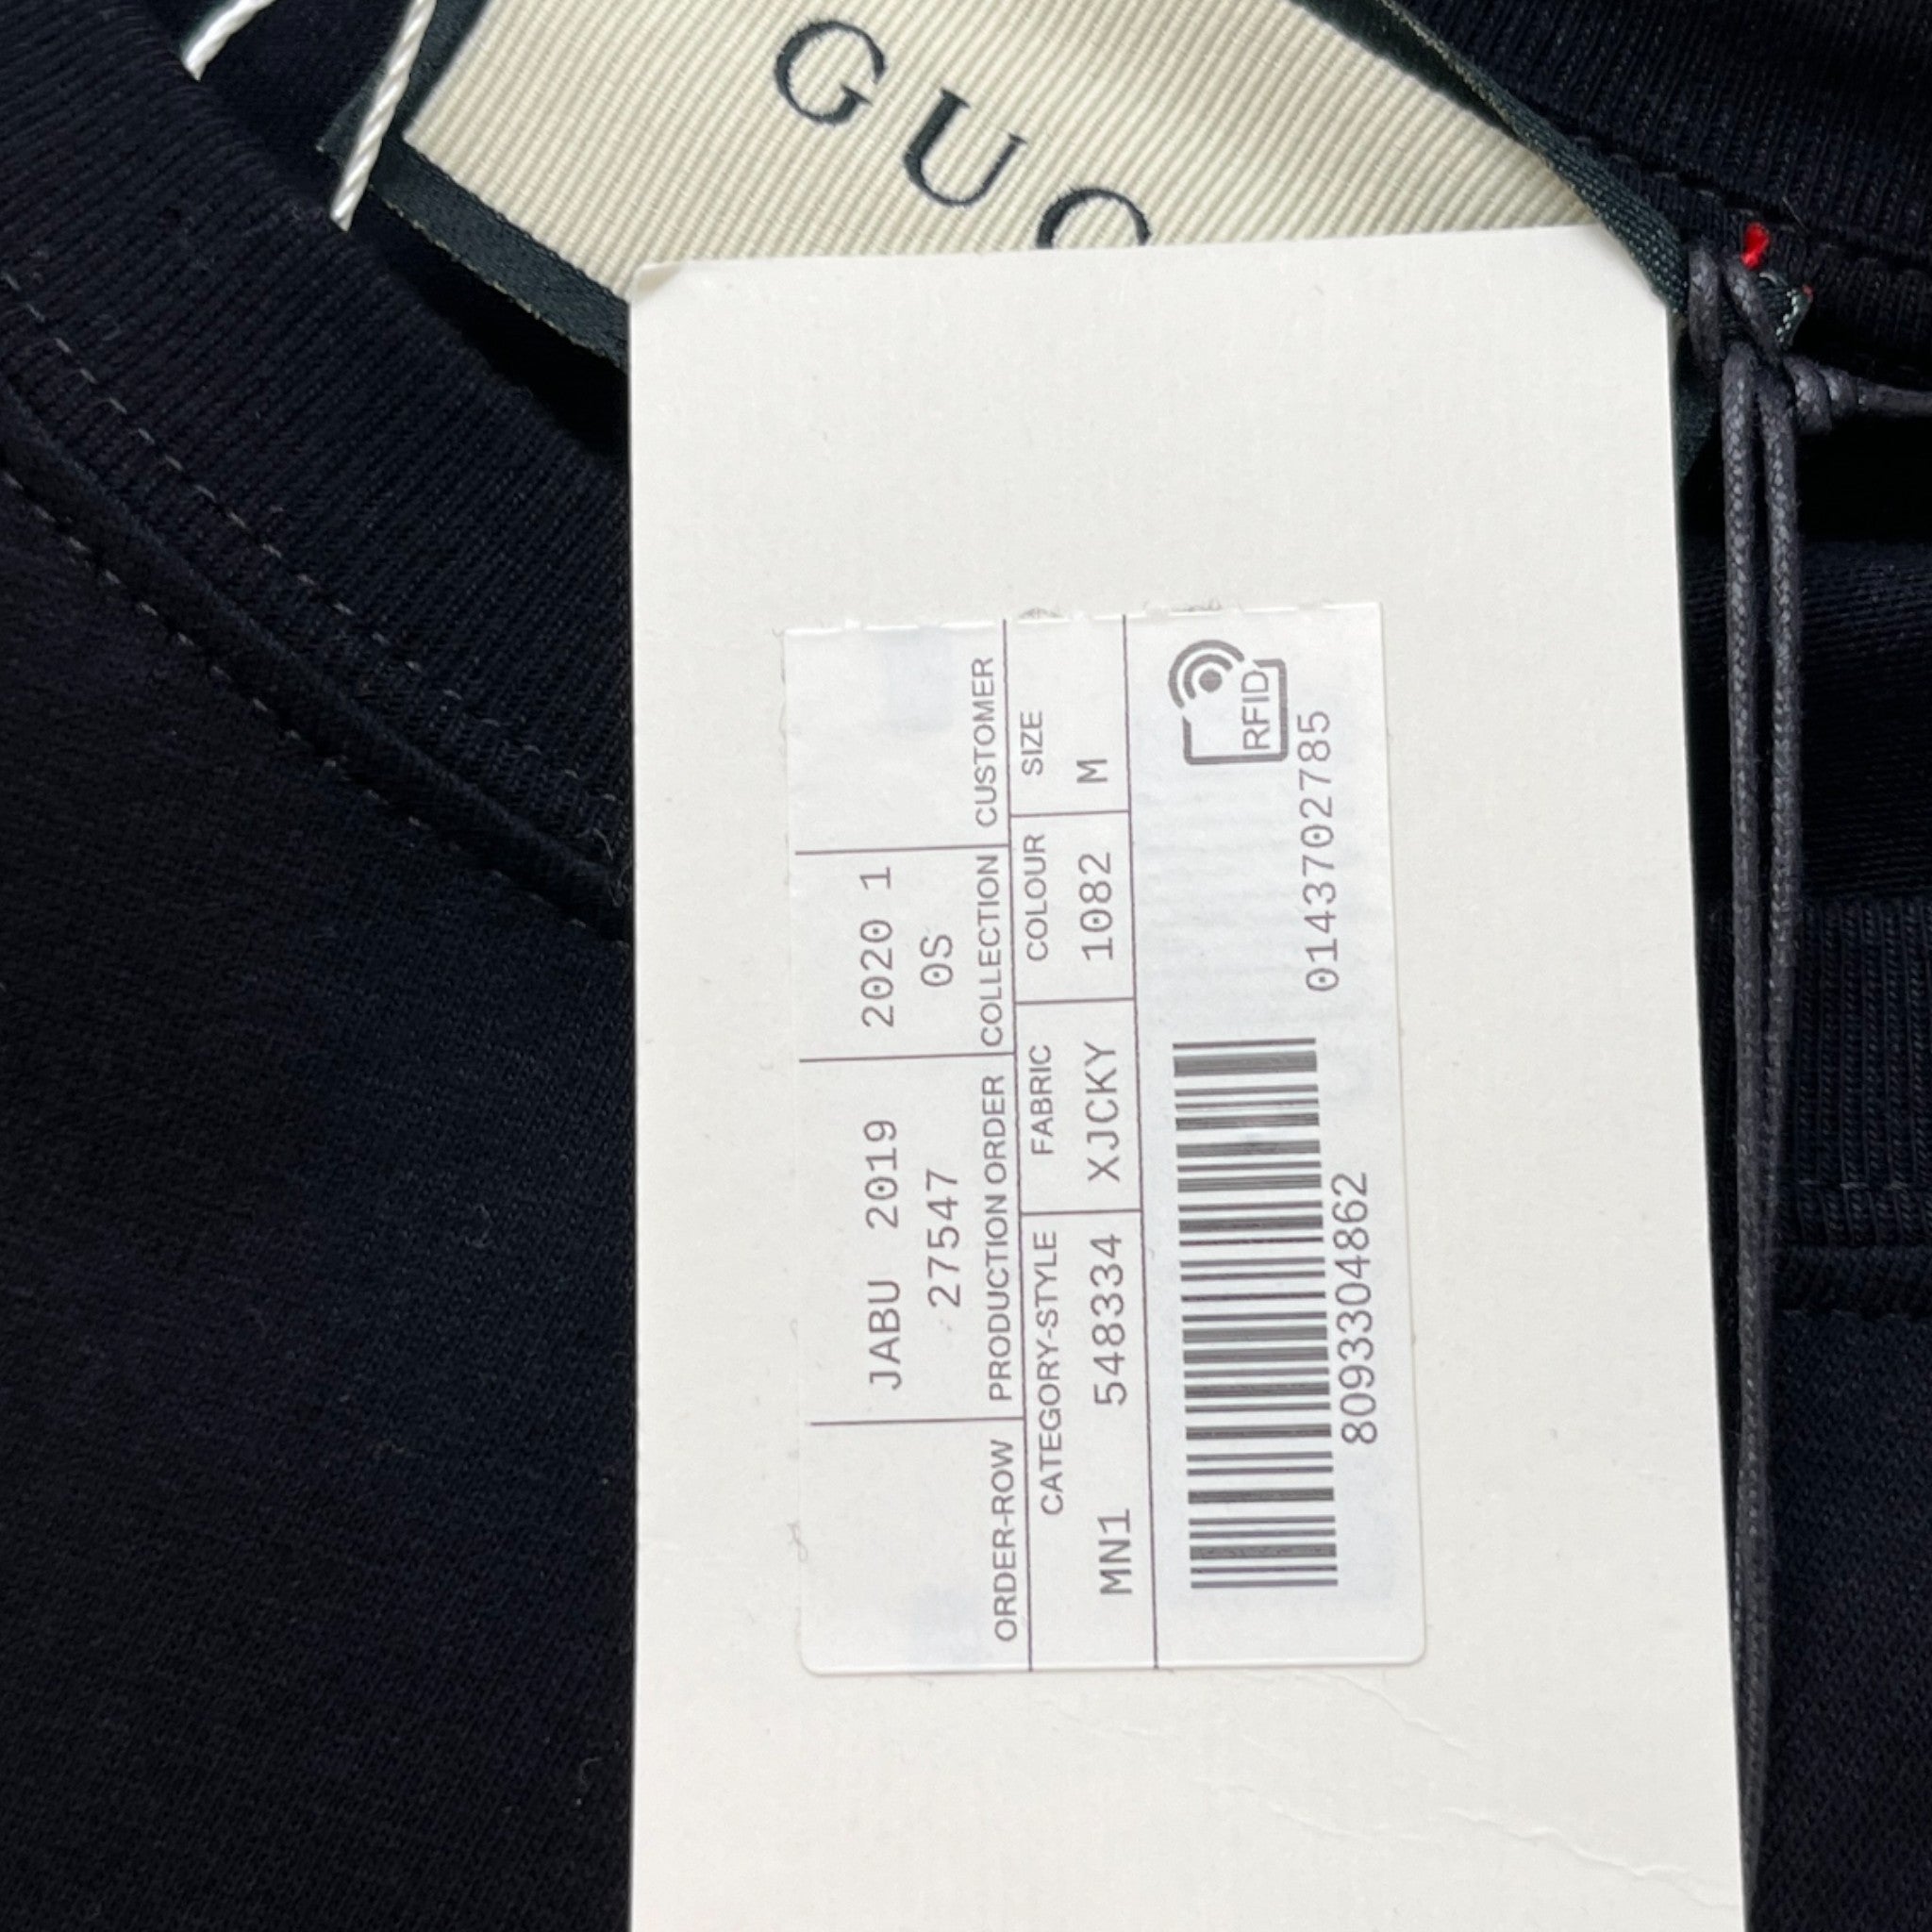 GUC
JABU 2019
27547
2020 1
0S
ORDER-ROW
PRODUCTION ORDER
COLLECTION
CUSTOMER
CATEGORY-STYLE
FABRIC
COLOUR
SIZE
MN1 548334
XJCKY
1082
M
RFID
0143702785
8093304862